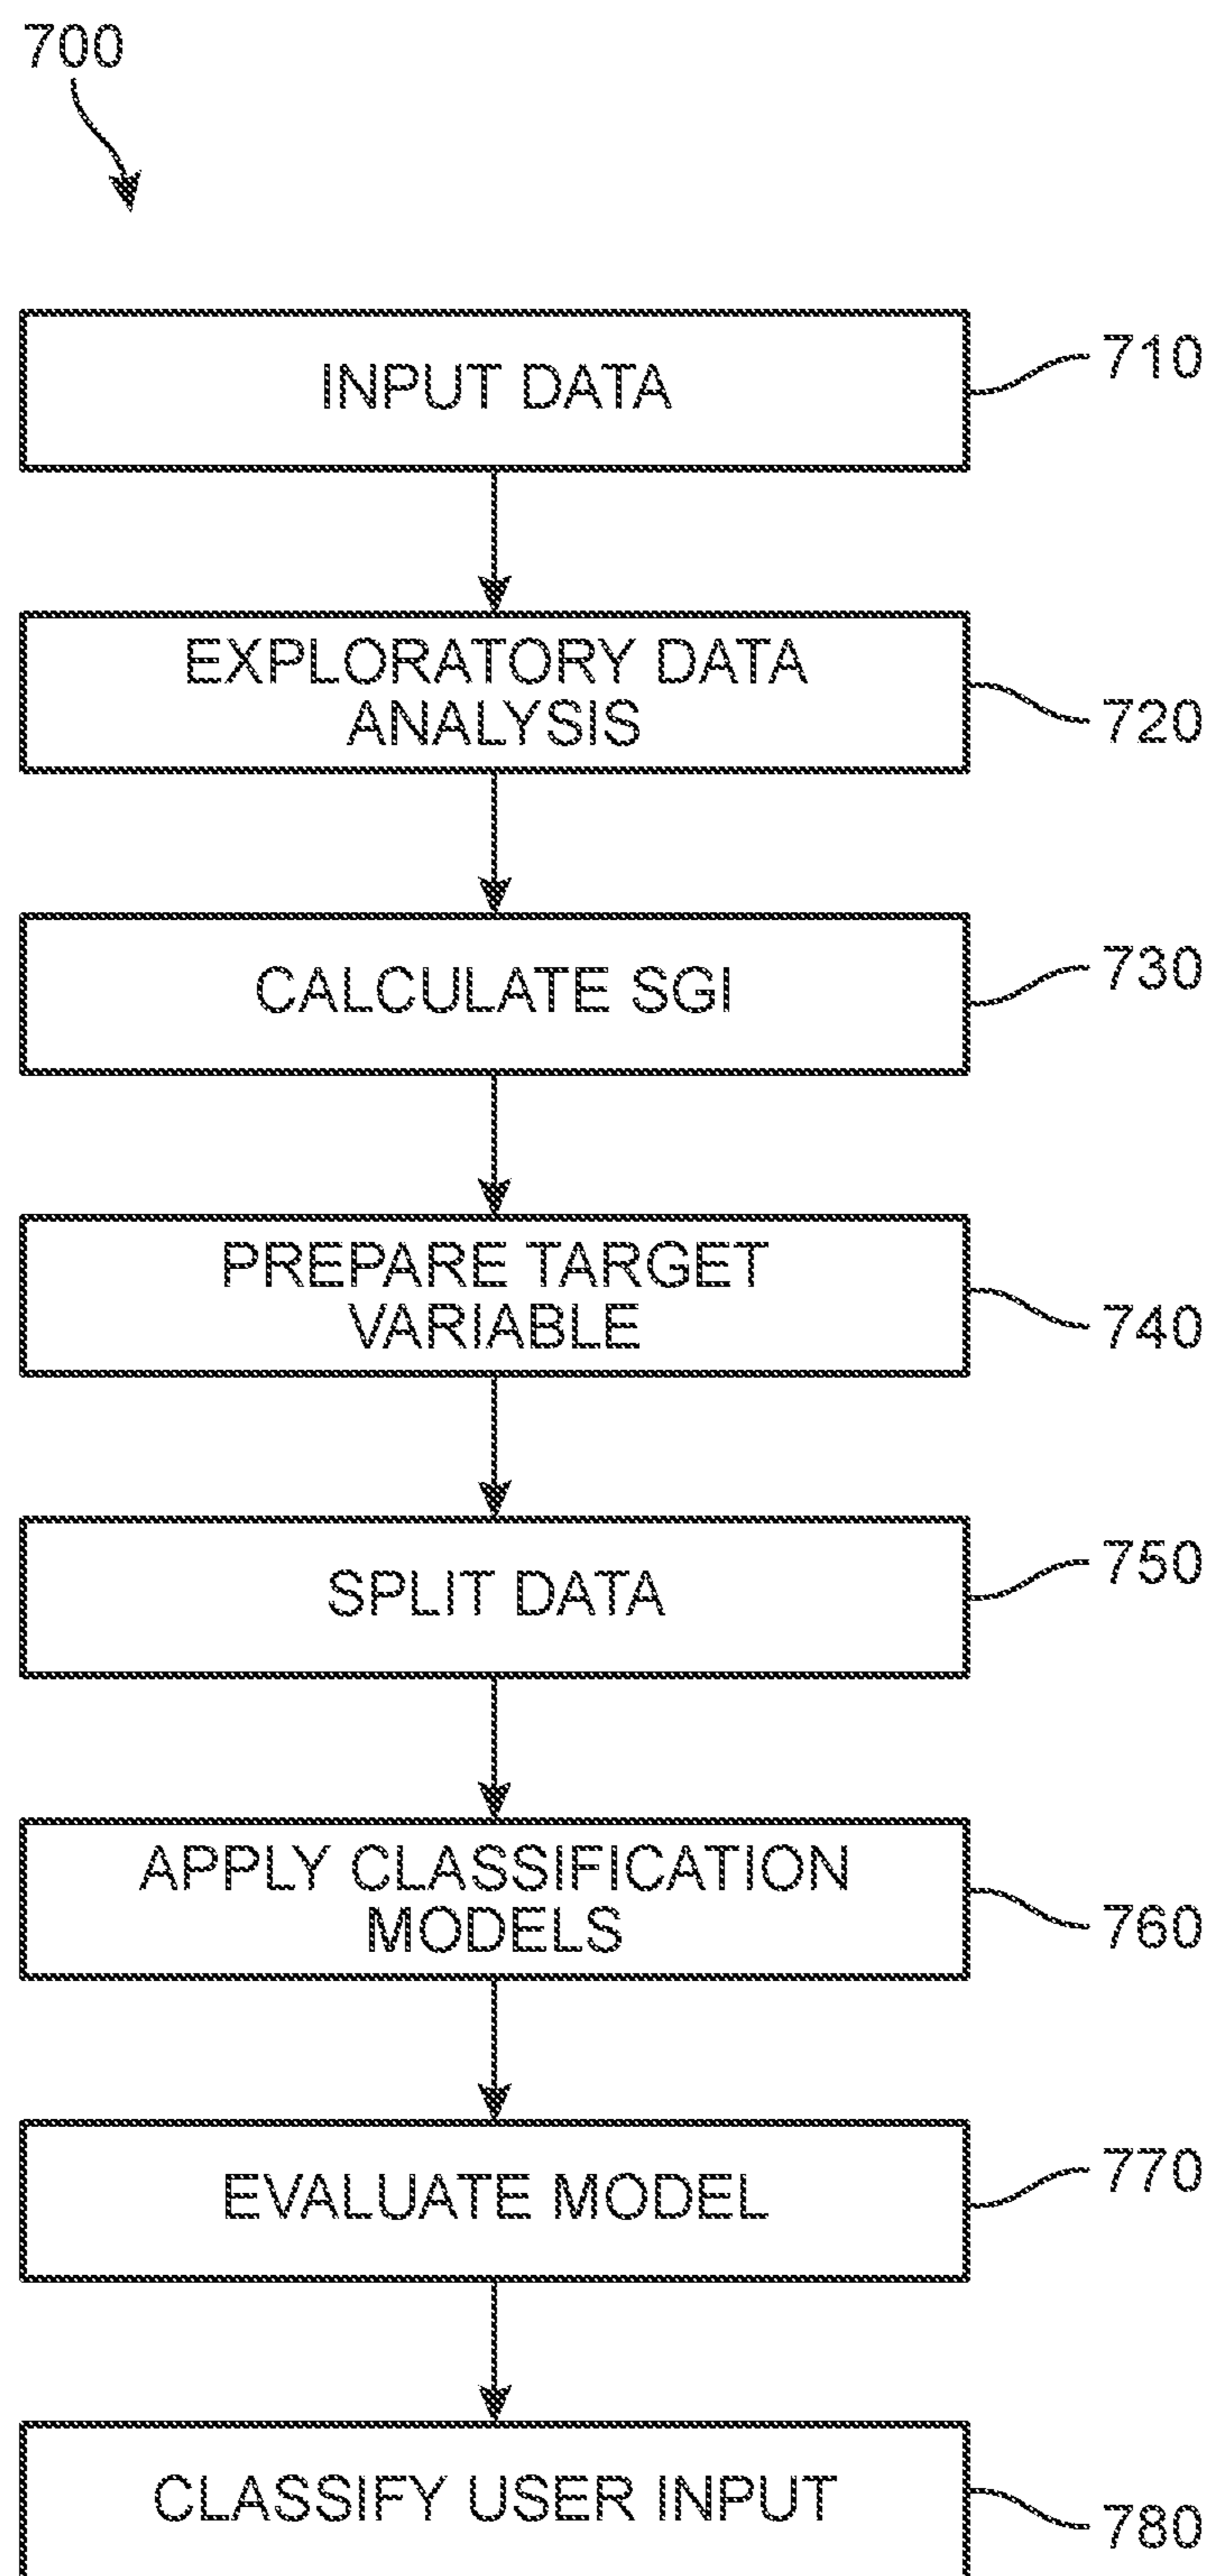 700
INPUT DATA
710
EXPLORATORY DATA
ANALYSIS
720
CALCULATE SGI
730
PREPARE TARGET
VARIABLE
740
SPLIT DATA
750
APPLY CLASSIFICATION
MODELS
760
EVALUATE MODEL
770
CLASSIFY USER INPUT
780